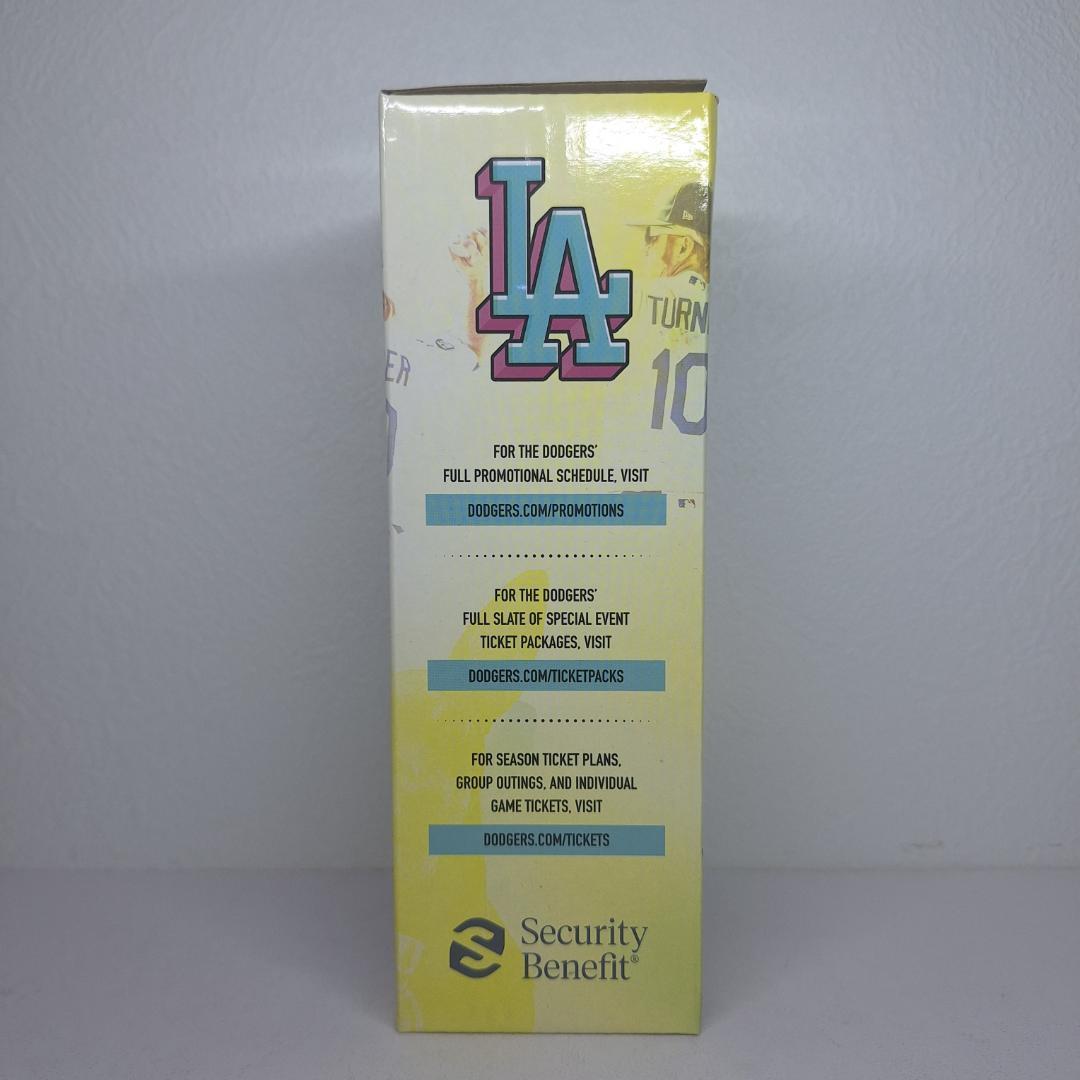 LA
TURN
10
ER
FOR THE DODGERS'
FULL PROMOTIONAL SCHEDULE, VISIT
DODGERS.COM/PROMOTIONS
FOR THE DODGERS'
FULL SLATE OF SPECIAL EVENT
TICKET PACKAGES, VISIT
DODGERS.COM/TICKETPACKS
FOR SEASON TICKET PLANS,
GROUP OUTINGS, AND INDIVIDUAL
GAME TICKETS, VISIT
DODGERS.COM/TICKETS
Security
Benefit®